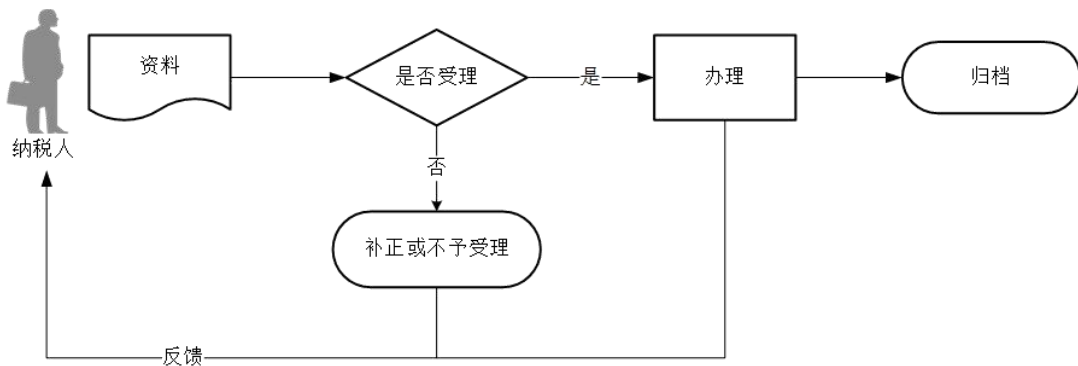 资料
是否受理
是
办理
归档
纳税人
否
补正或不予受理
反馈